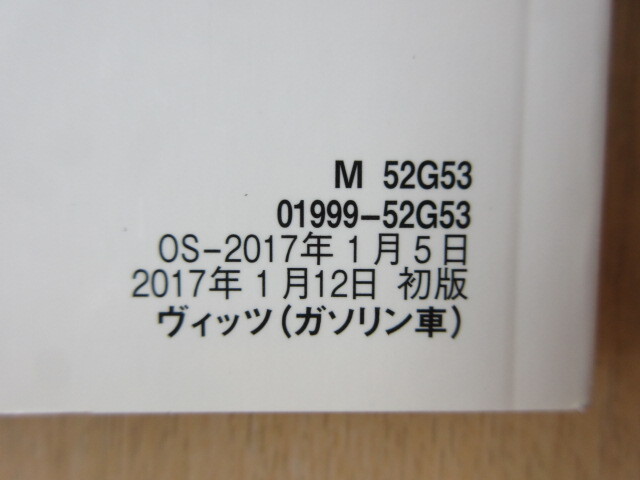 M 52G53
01999-52G53
OS-2017年1月5日
2017年1月12日 初版
ヴィッツ(ガソリン車)